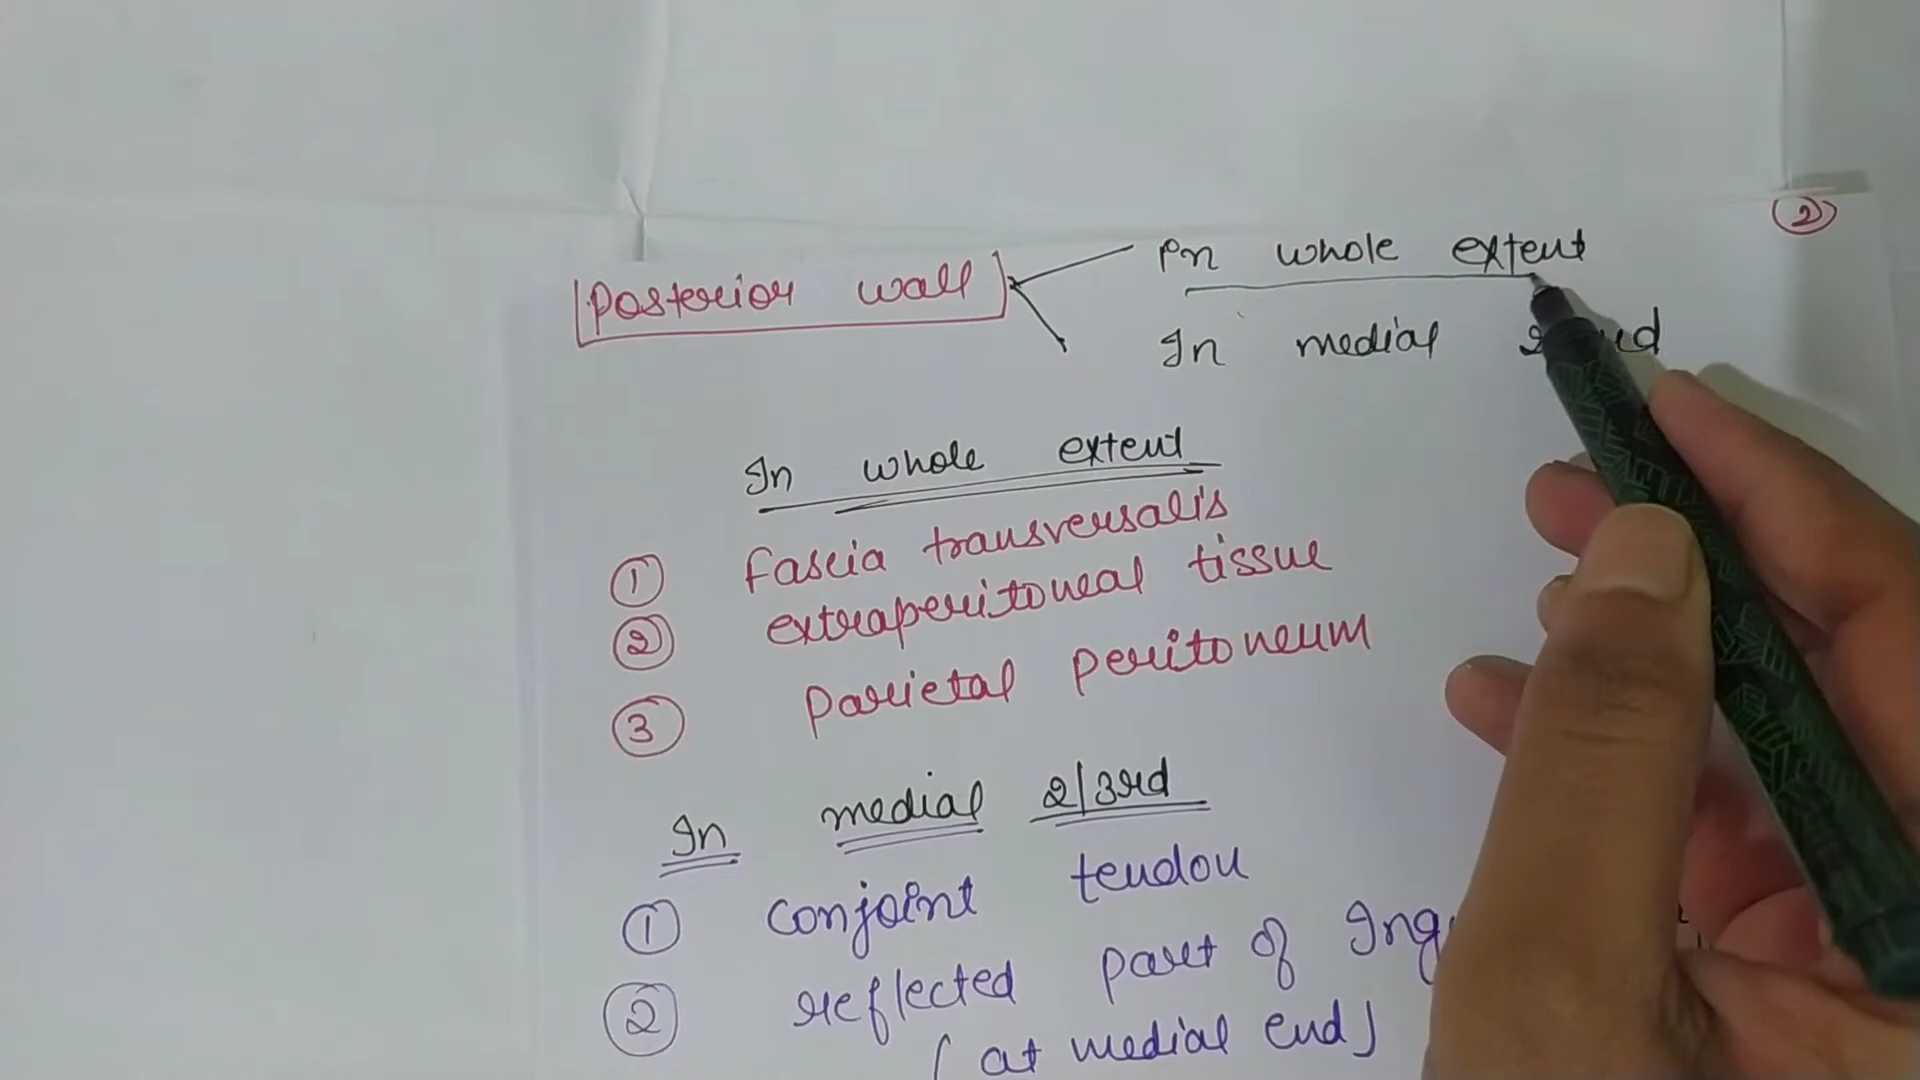 2
Posterior wall
In whole extent
In medial
In whole extent
1 Fascia transversalis
2 extraperitoneal tissue
3 Parietal peritoneum
In medial 2/3rd
1 conjoint tendon
2 reflected part of
(at medial end)